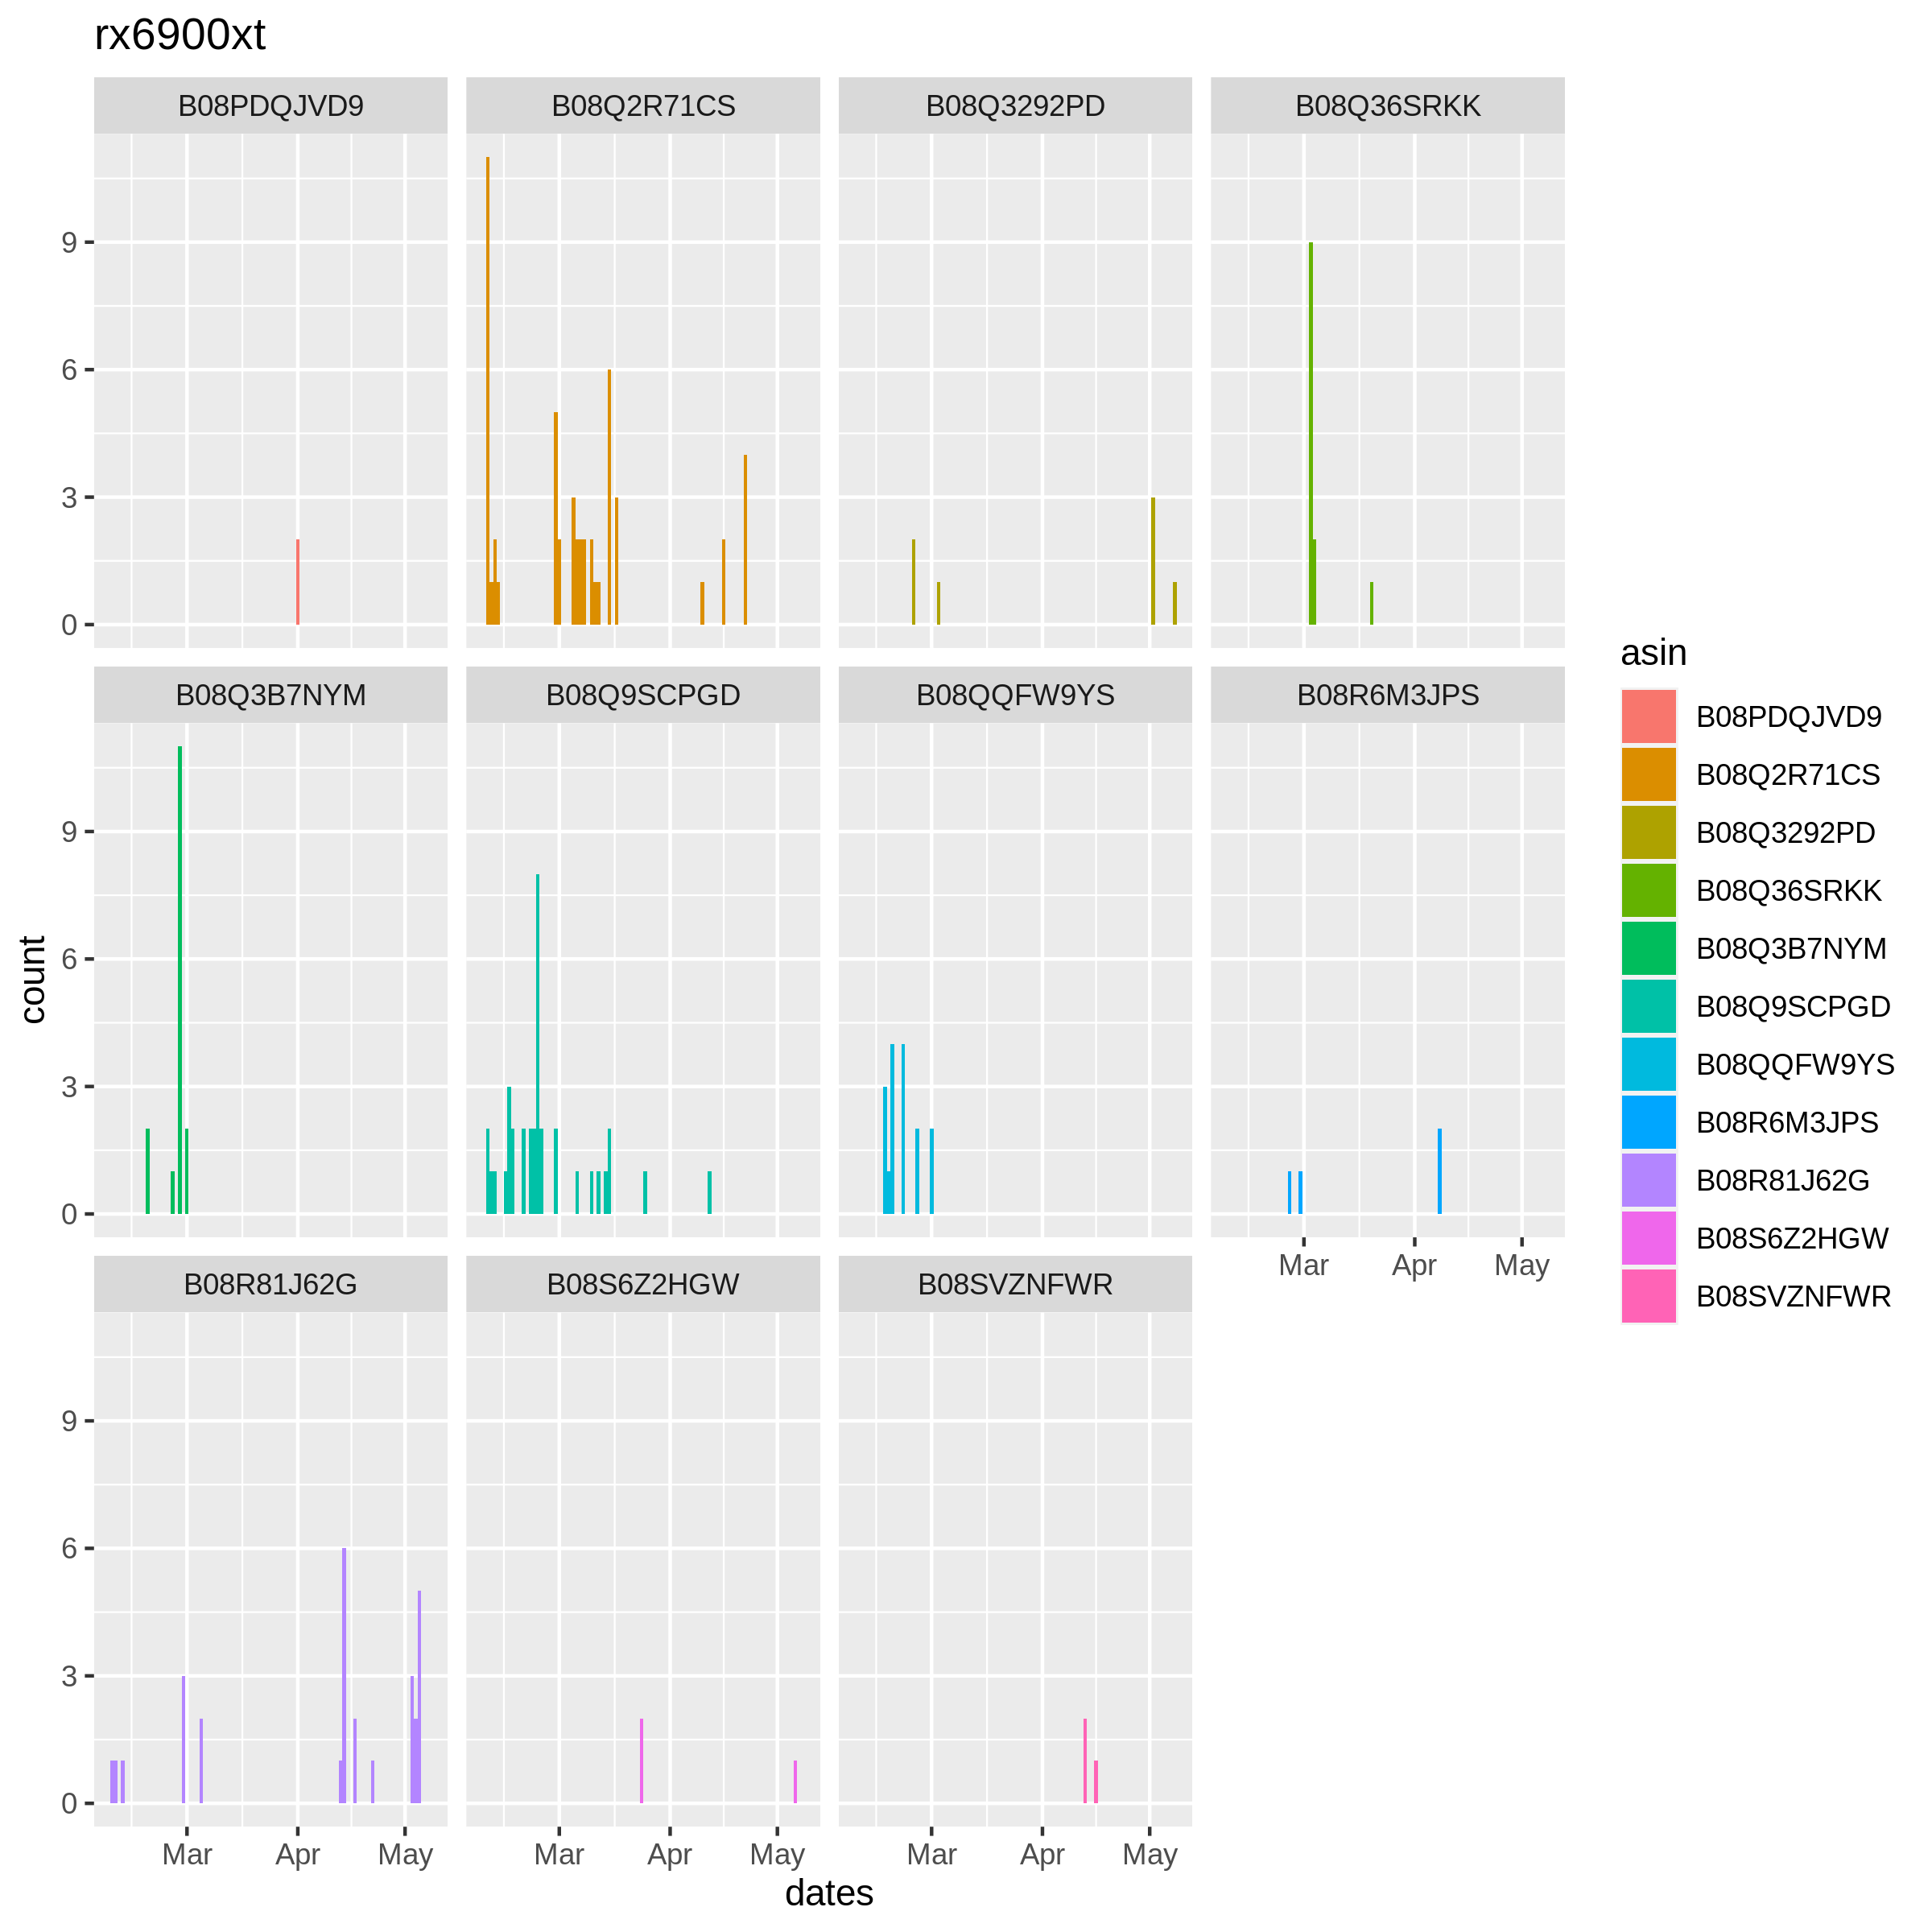 rx6900xt
B08PDQJVD9 B08Q2R71CS B08Q3292PD B08Q36SRKK
9
6
3
0
B08Q3B7NYM B08Q9SCPGD B08QQFW9YS B08R6M3JPS
9
6
3
0
Mar Apr May
B08R81J62G B08S6Z2HGW B08SVZNFWR
9
6
3
0
Mar Apr May Mar Apr May Mar Apr May
dates
count
asin
B08PDQJVD9
B08Q2R71CS
B08Q3292PD
B08Q36SRKK
B08Q3B7NYM
B08Q9SCPGD
B08QQFW9YS
B08R6M3JPS
B08R81J62G
B08S6Z2HGW
B08SVZNFWR